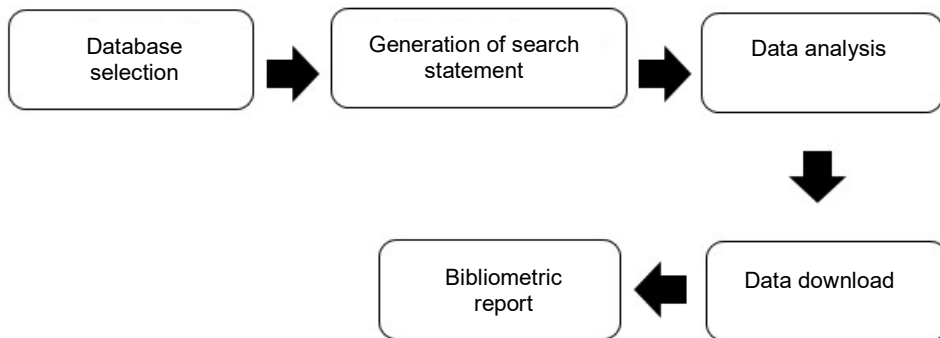 Database
selection
Generation of search
statement
Data analysis
Data download
Bibliometric
report